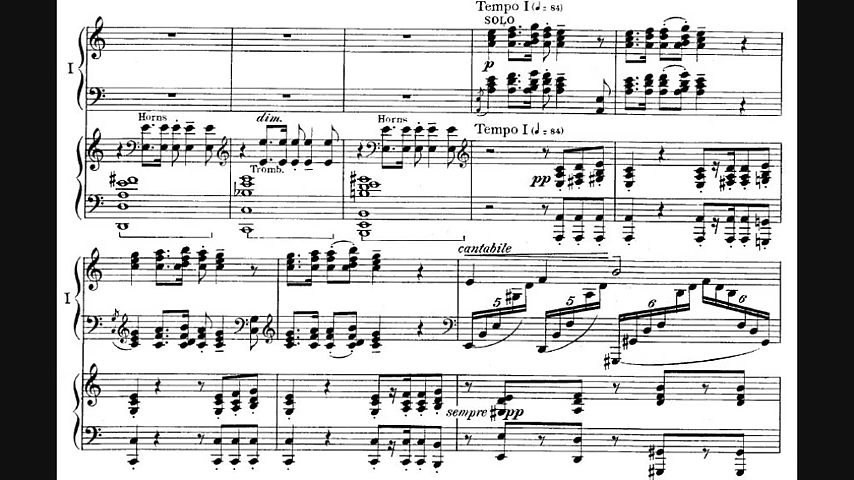 Tempo I (♩= 84)
SOLO
I
p
Horns
dim.
Horns
Tempo I (♩= 84)
Tromb.
pp
cantabile
I
5
5
6
6
sempre pp